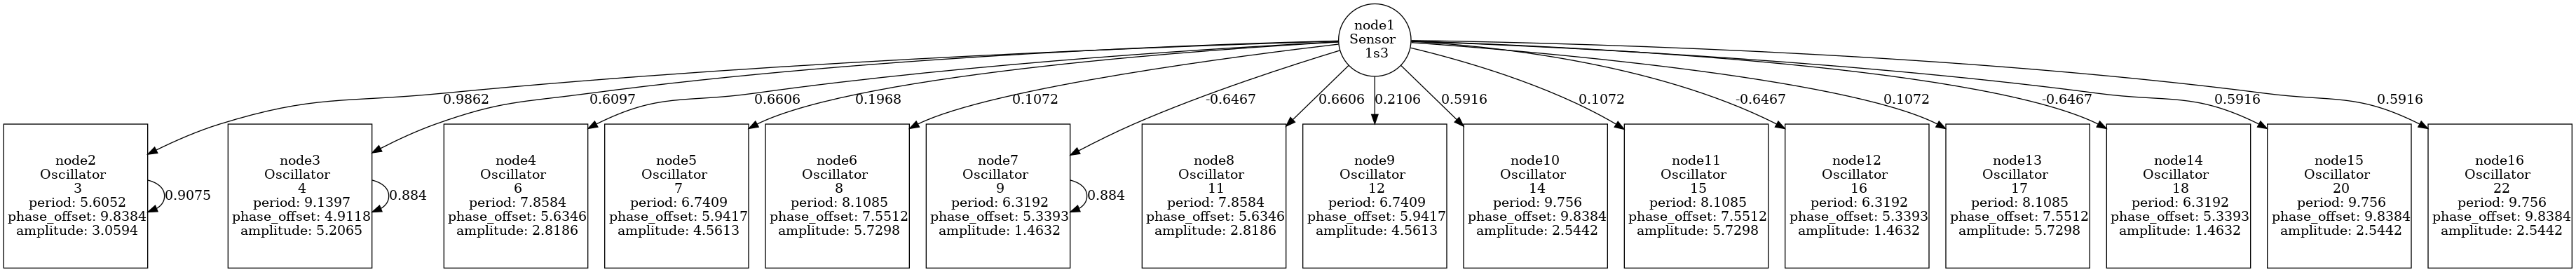 node1
Sensor
1s3
0.9862
0.6097
0.6606
0.1968
0.1072
-0.6467
0.6606
0.2106
0.5916
0.1072
-0.6467
0.1072
-0.6467
0.5916
0.5916
node2
Oscillator
3
period: 5.6052
phase_offset: 9.8384
amplitude: 3.0594
0.9075
node3
Oscillator
4
period: 9.1397
phase_offset: 4.9118
amplitude: 5.2065
0.884
node4
Oscillator
6
period: 7.8584
phase_offset: 5.6346
amplitude: 2.8186
node5
Oscillator
7
period: 6.7409
phase_offset: 5.9417
amplitude: 4.5613
node6
Oscillator
8
period: 8.1085
phase_offset: 7.5512
amplitude: 5.7298
node7
Oscillator
9
period: 6.3192
phase_offset: 5.3393
amplitude: 1.4632
0.884
node8
Oscillator
11
period: 7.8584
phase_offset: 5.6346
amplitude: 2.8186
node9
Oscillator
12
period: 6.7409
phase_offset: 5.9417
amplitude: 4.5613
node10
Oscillator
14
period: 9.756
phase_offset: 9.8384
amplitude: 2.5442
node11
Oscillator
15
period: 8.1085
phase_offset: 7.5512
amplitude: 5.7298
node12
Oscillator
16
period: 6.3192
phase_offset: 5.3393
amplitude: 1.4632
node13
Oscillator
17
period: 8.1085
phase_offset: 7.5512
amplitude: 5.7298
node14
Oscillator
18
period: 6.3192
phase_offset: 5.3393
amplitude: 1.4632
node15
Oscillator
20
period: 9.756
phase_offset: 9.8384
amplitude: 2.5442
node16
Oscillator
22
period: 9.756
phase_offset: 9.8384
amplitude: 2.5442